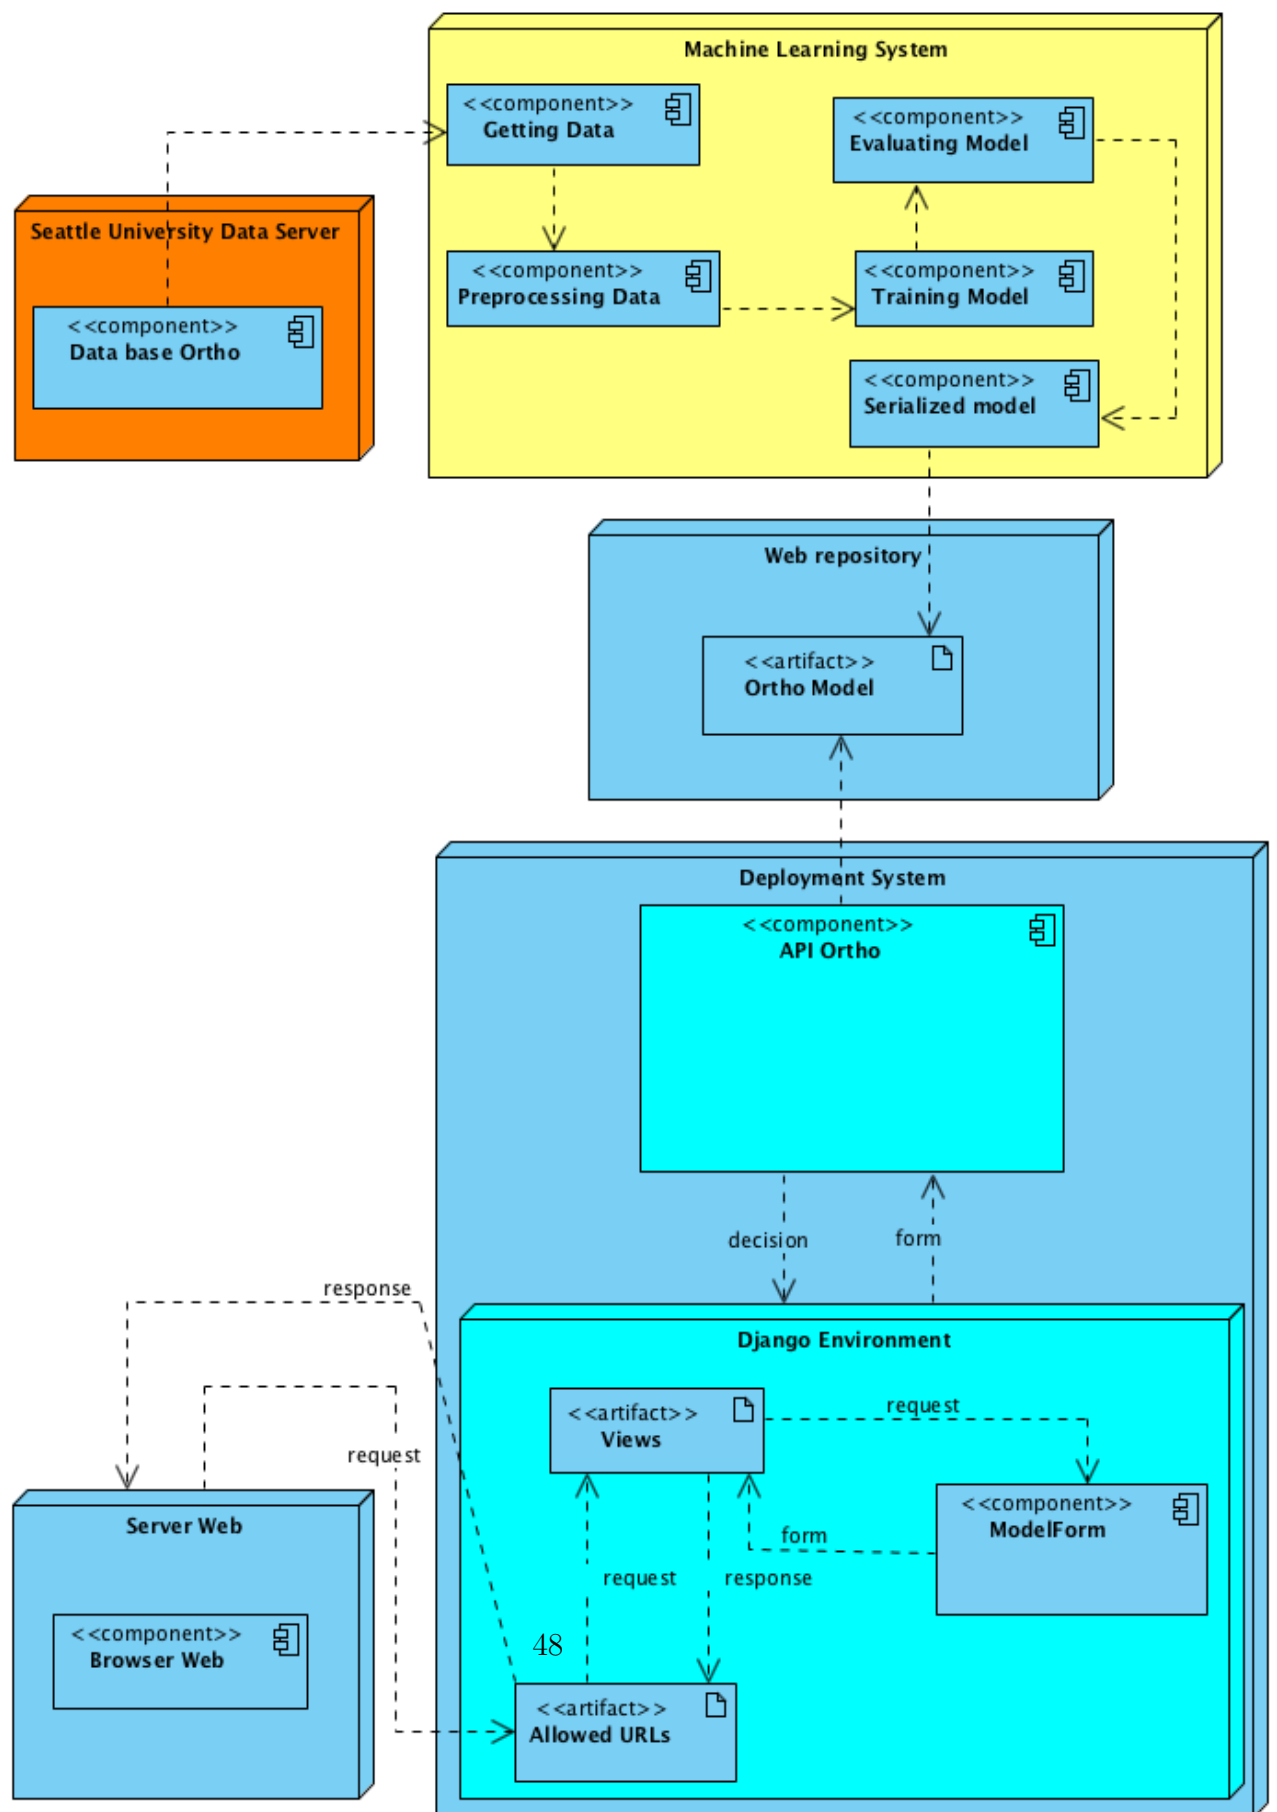 Machine Learning System
<<component>>
Getting Data
<<component>>
Evaluating Model
Seattle University Data Server
<<component>>
Preprocessing Data
<<component>>
Training Model
<<component>>
Data base Ortho
<<component>>
Serialized model
Web repository
<<artifact>>
Ortho Model
Deployment System
<<component>>
API Ortho
decision
form
response
Django Environment
<<artifact>>
Views
request
request
<<component>>
ModelForm
Server Web
form
request
response
<<component>>
Browser Web
48
<<artifact>>
Allowed URLs